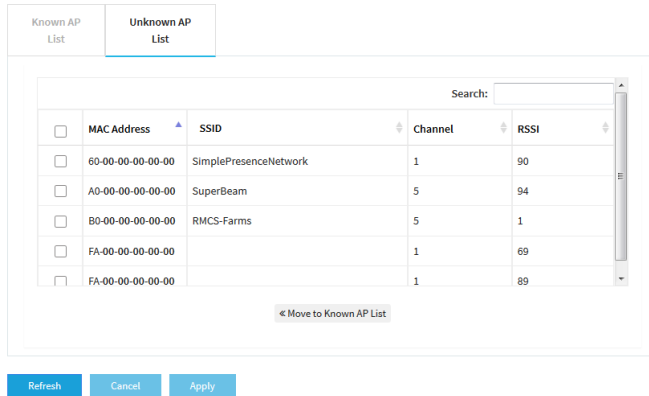 Known AP List
Unknown AP List
Search:
MAC Address SSID Channel RSSI
60-00-00-00-00-00 SimplePresenceNetwork 1 90
A0-00-00-00-00-00 SuperBeam 5 94
B0-00-00-00-00-00 RMCS-Farms 5 1
FA-00-00-00-00-00 1 69
FA-00-00-00-00-00 1 89
« Move to Known AP List
Refresh Cancel Apply